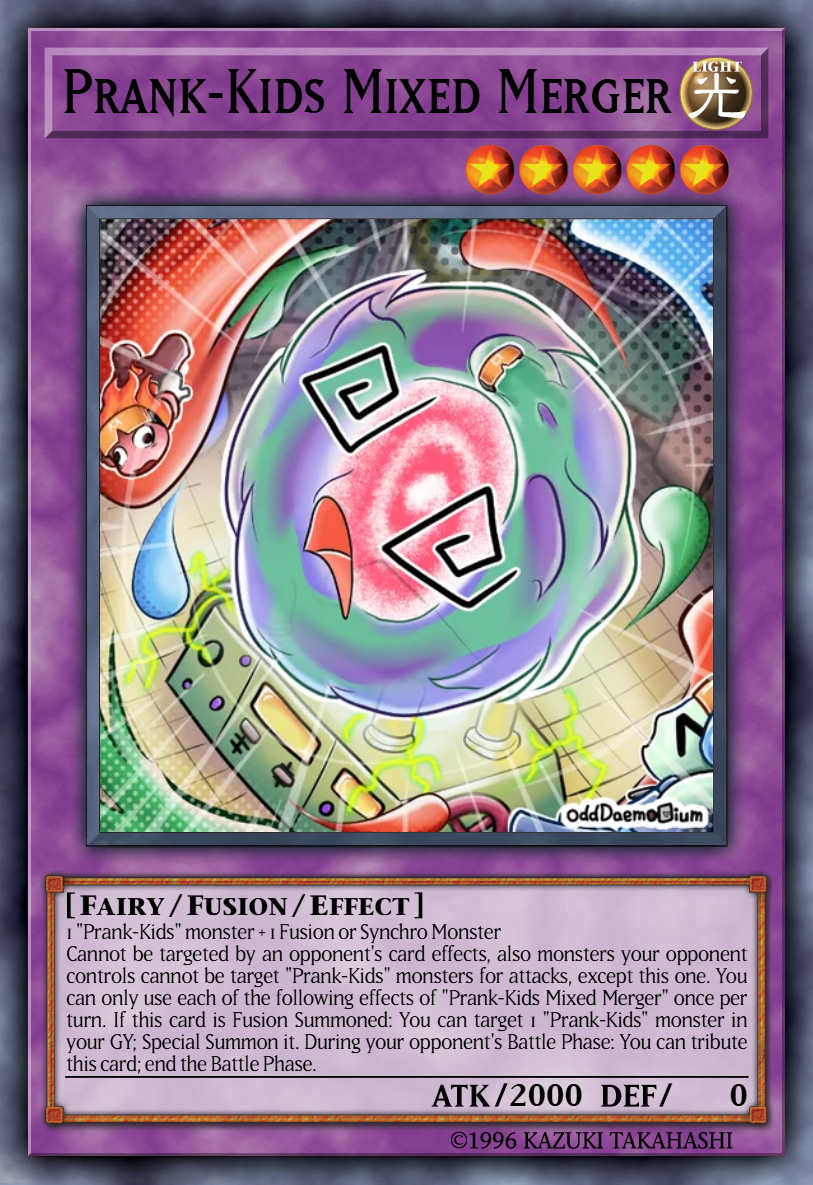 Prank-Kids Mixed Merger
LIGHT
光
[ Fairy / Fusion / Effect ]
1 "Prank-Kids" monster + 1 Fusion or Synchro Monster
Cannot be targeted by an opponent's card effects, also monsters your opponent
controls cannot be target "Prank-Kids" monsters for attacks, except this one. You
can only use each of the following effects of "Prank-Kids Mixed Merger" once per
turn. If this card is Fusion Summoned: You can target 1 "Prank-Kids" monster in
your GY; Special Summon it. During your opponent's Battle Phase: You can tribute
this card; end the Battle Phase.
ATK/2000 DEF/ 0
©1996 KAZUKI TAKAHASHI